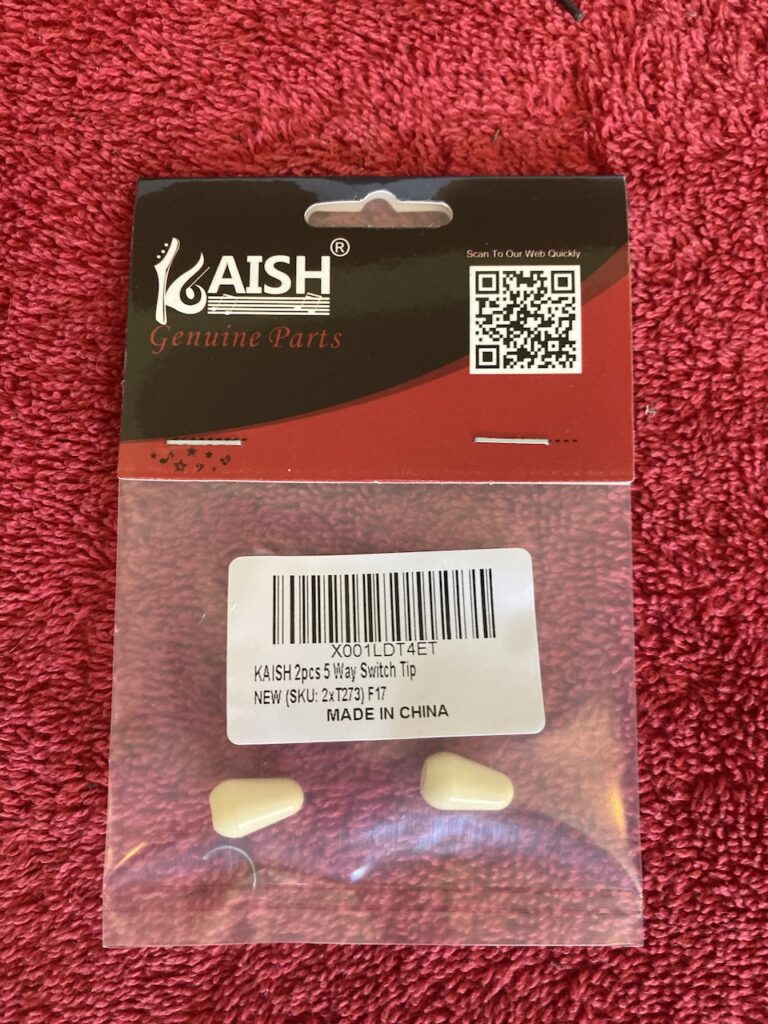 KAISH®
Genuine Parts
Scan To Our Web Quickly
X001LDT4ET
KAISH 2pcs 5 Way Switch Tip
NEW (SKU: 2xT273) F17
MADE IN CHINA